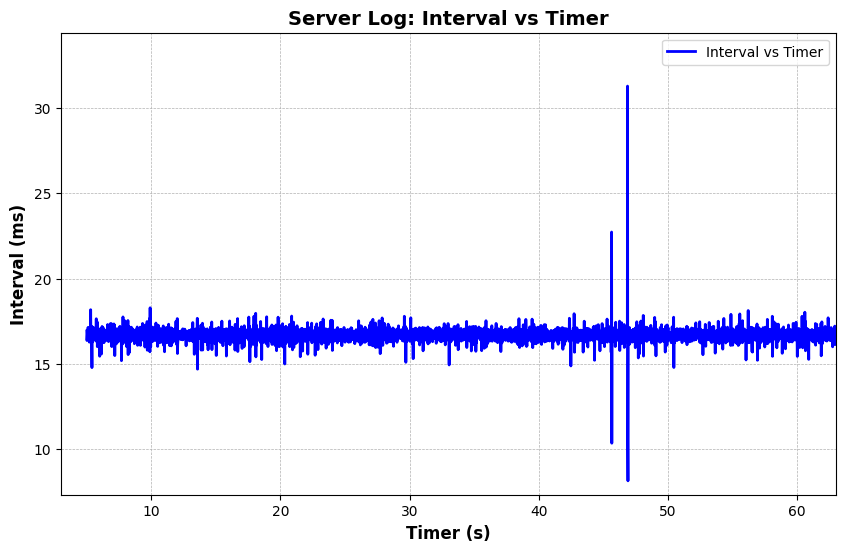 Server Log: Interval vs Timer
Interval vs Timer
Interval (ms)
30
25
20
15
10
10 20 30 40 50 60
Timer (s)